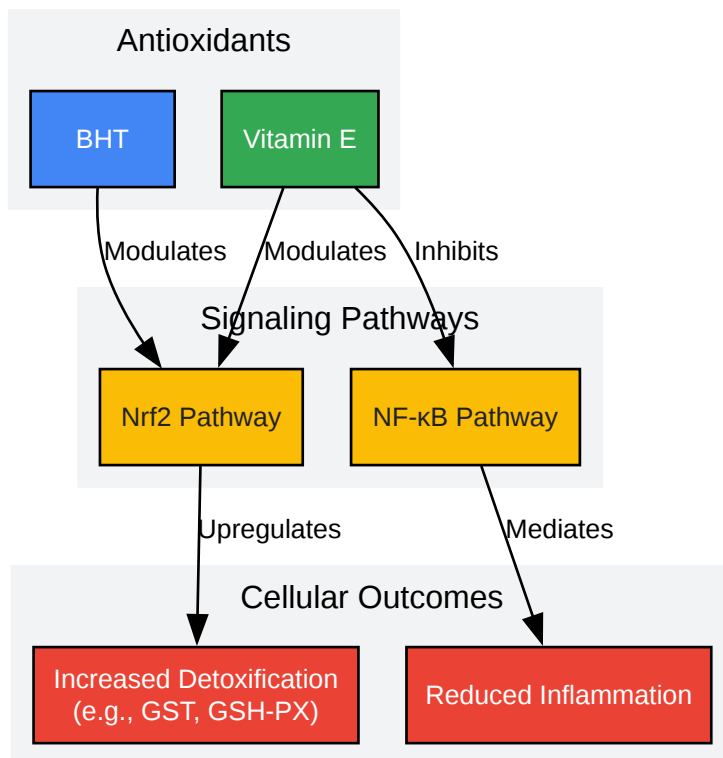 Antioxidants
BHT
Vitamin E
Modulates
Modulates
Inhibits
Signaling Pathways
Nrf2 Pathway
NF-κB Pathway
Upregulates
Mediates
Cellular Outcomes
Increased Detoxification
(e.g., GST, GSH-PX)
Reduced Inflammation